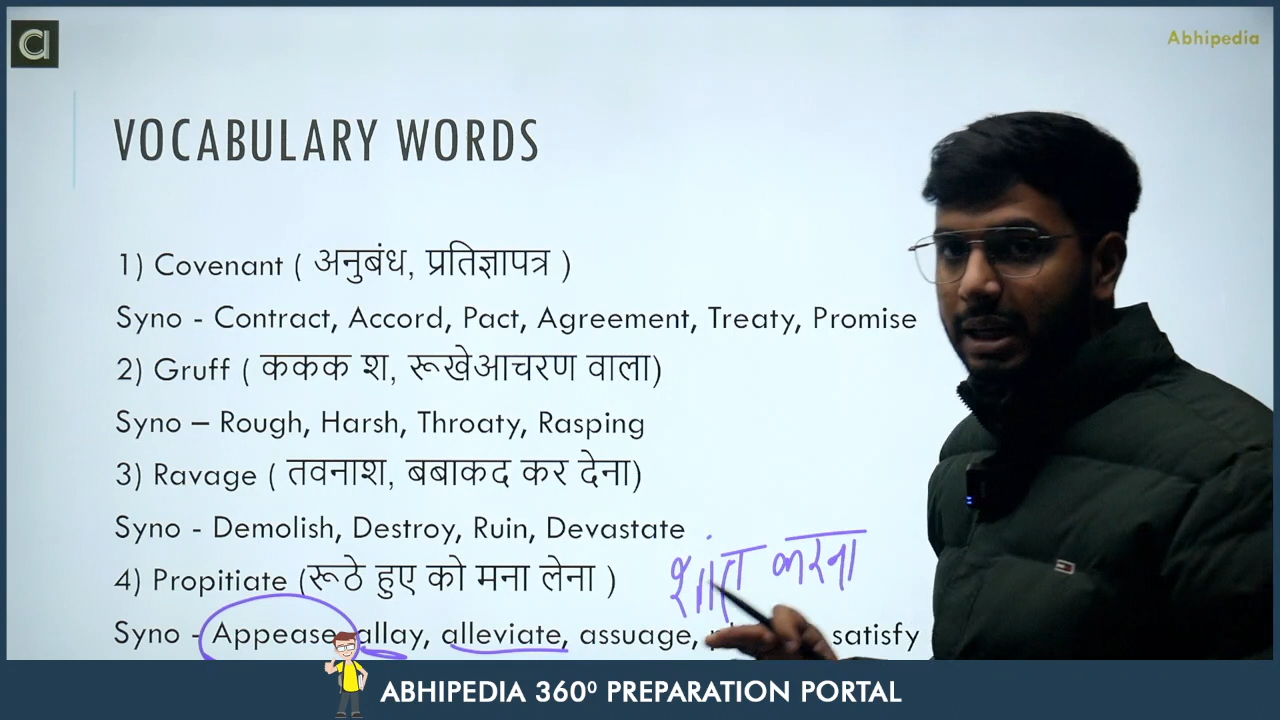 Abhipedia
VOCABULARY WORDS
1) Covenant ( अनुबंध, प्रतिज्ञापत्र )
Syno - Contract, Accord, Pact, Agreement, Treaty, Promise
2) Gruff ( काकक श, रूखेआचरण वाला)
Syno – Rough, Harsh, Throaty, Rasping
3) Ravage ( तवनाश, बबाकद कर देना)
Syno - Demolish, Destroy, Ruin, Devastate
शांत करना
4) Propitiate (रूठे हुए को मना लेना )
Syno - Appease allay, alleviate, assuage, satisfy
ABHIPEDIA 360⁰ PREPARATION PORTAL